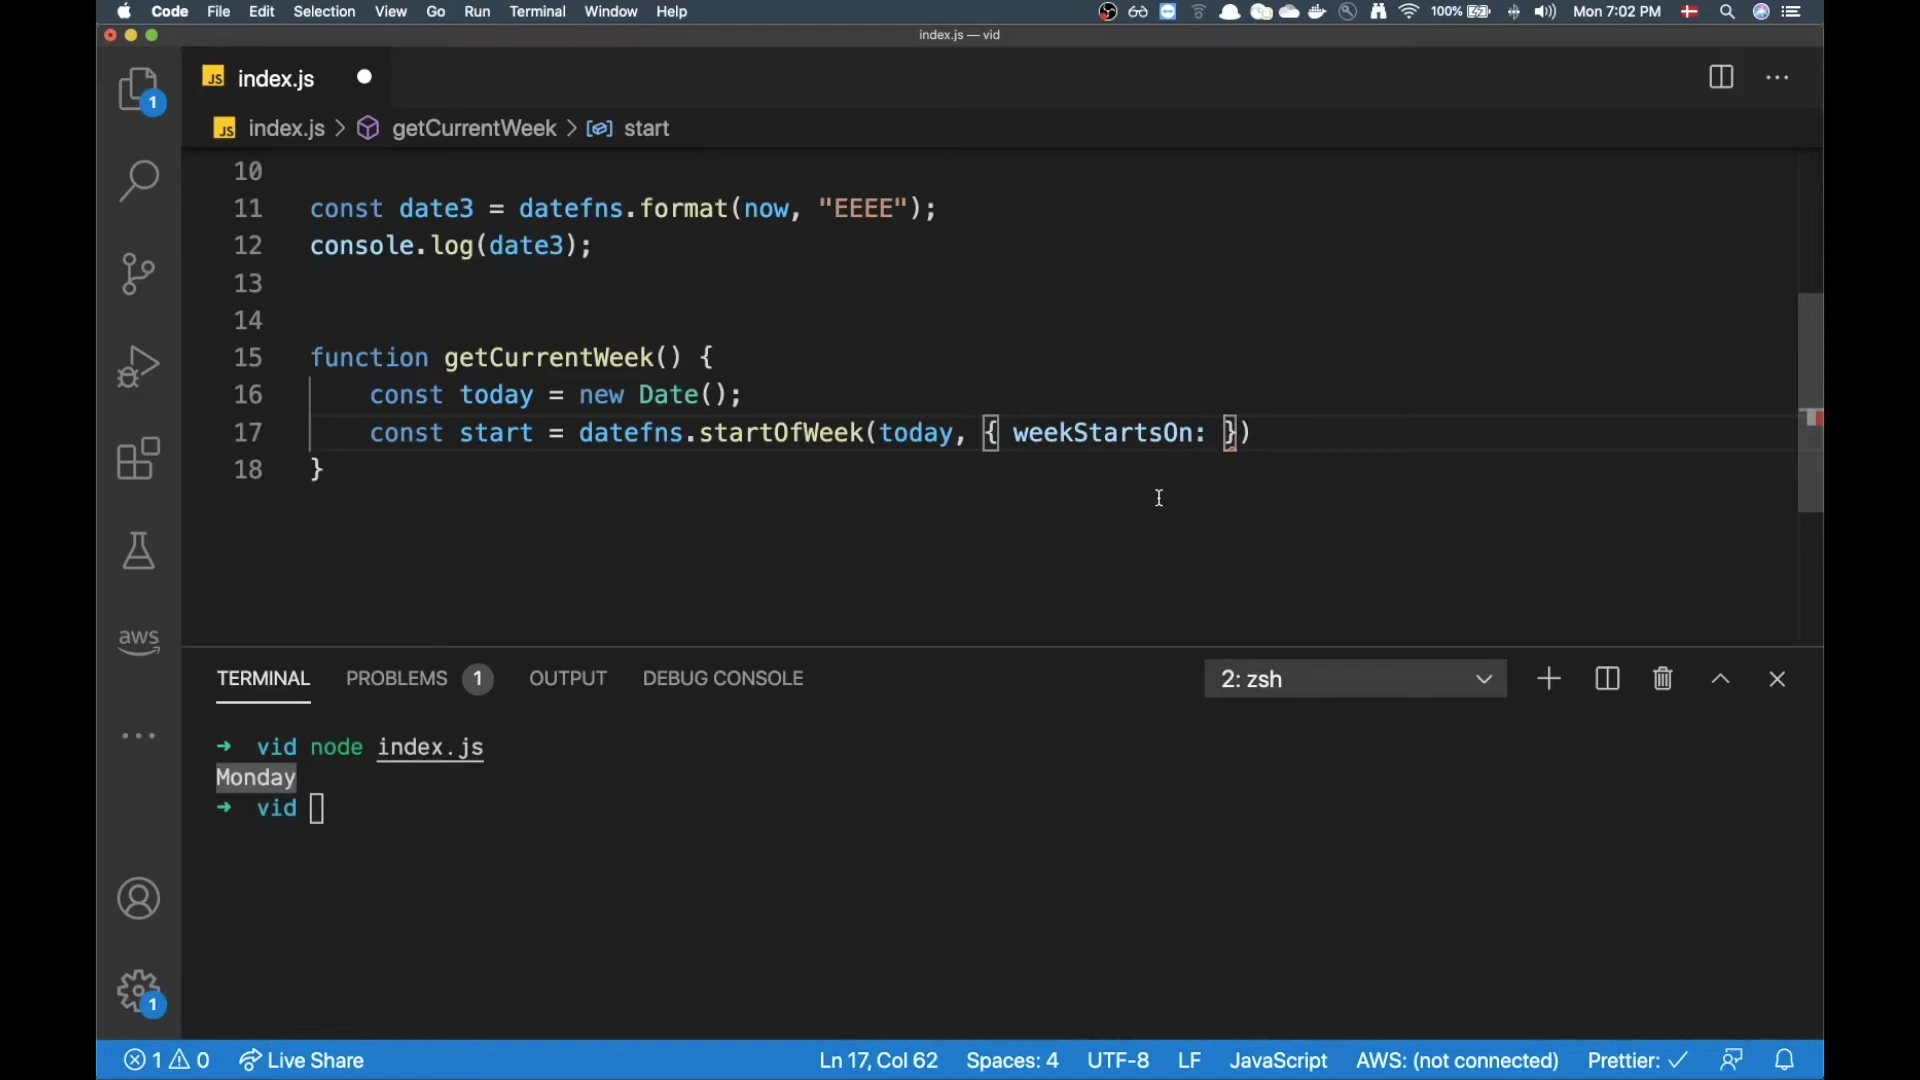 Code File Edit Selection View Go Run Terminal Window Help 100% Mon 7:02 PM
index.js — vid
JS index.js
JS index.js > getCurrentWeek > start
10
11 const date3 = datefns.format(now, "EEEE");
12 console.log(date3);
13
14
15 function getCurrentWeek() {
16 const today = new Date();
17 const start = datefns.startOfWeek(today, { weekStartsOn: })
18 }
1
aws
TERMINAL PROBLEMS 1 OUTPUT DEBUG CONSOLE 2: zsh
➜ vid node index.js
Monday
➜ vid
1
1 0 Live Share Ln 17, Col 62 Spaces: 4 UTF-8 LF JavaScript AWS: (not connected) Prettier: ✓